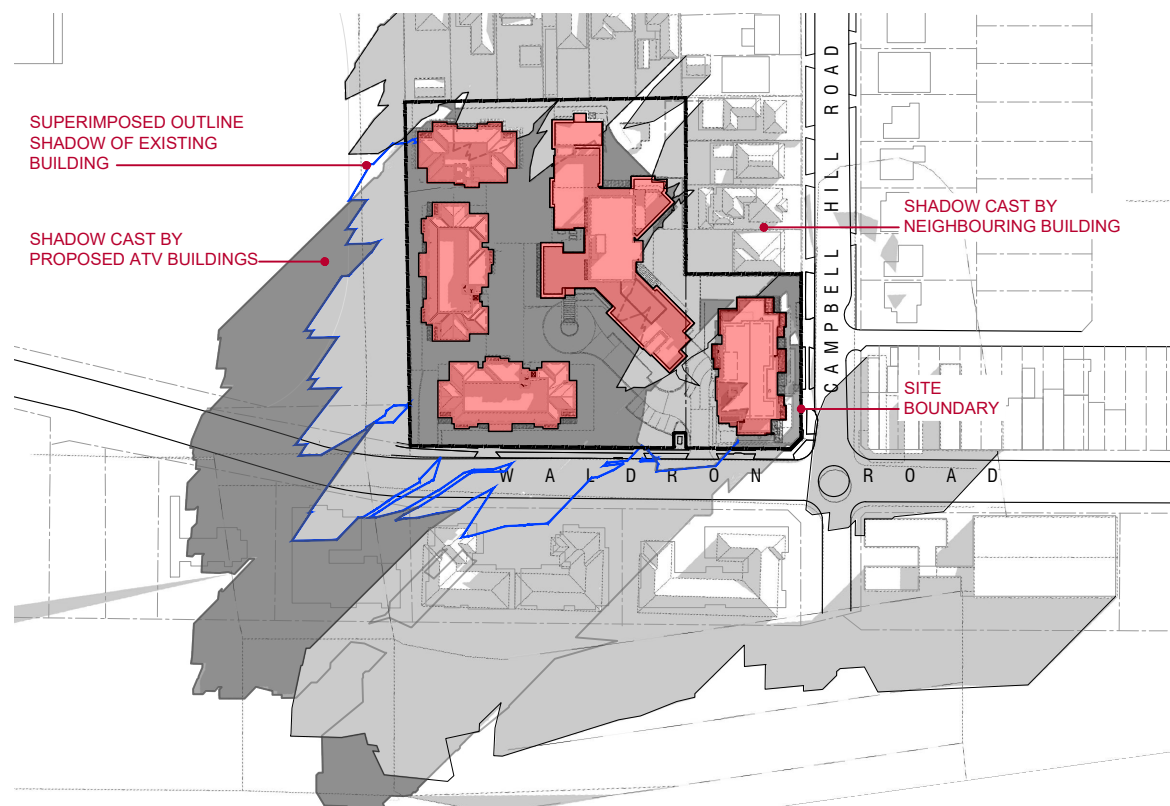 SUPERIMPOSED OUTLINE
SHADOW OF EXISTING
BUILDING
SHADOW CAST BY
PROPOSED ATV BUILDINGS
SHADOW CAST BY
NEIGHBOURING BUILDING
SITE
BOUNDARY
CAMPBELL HILL ROAD
WALDRON ROAD